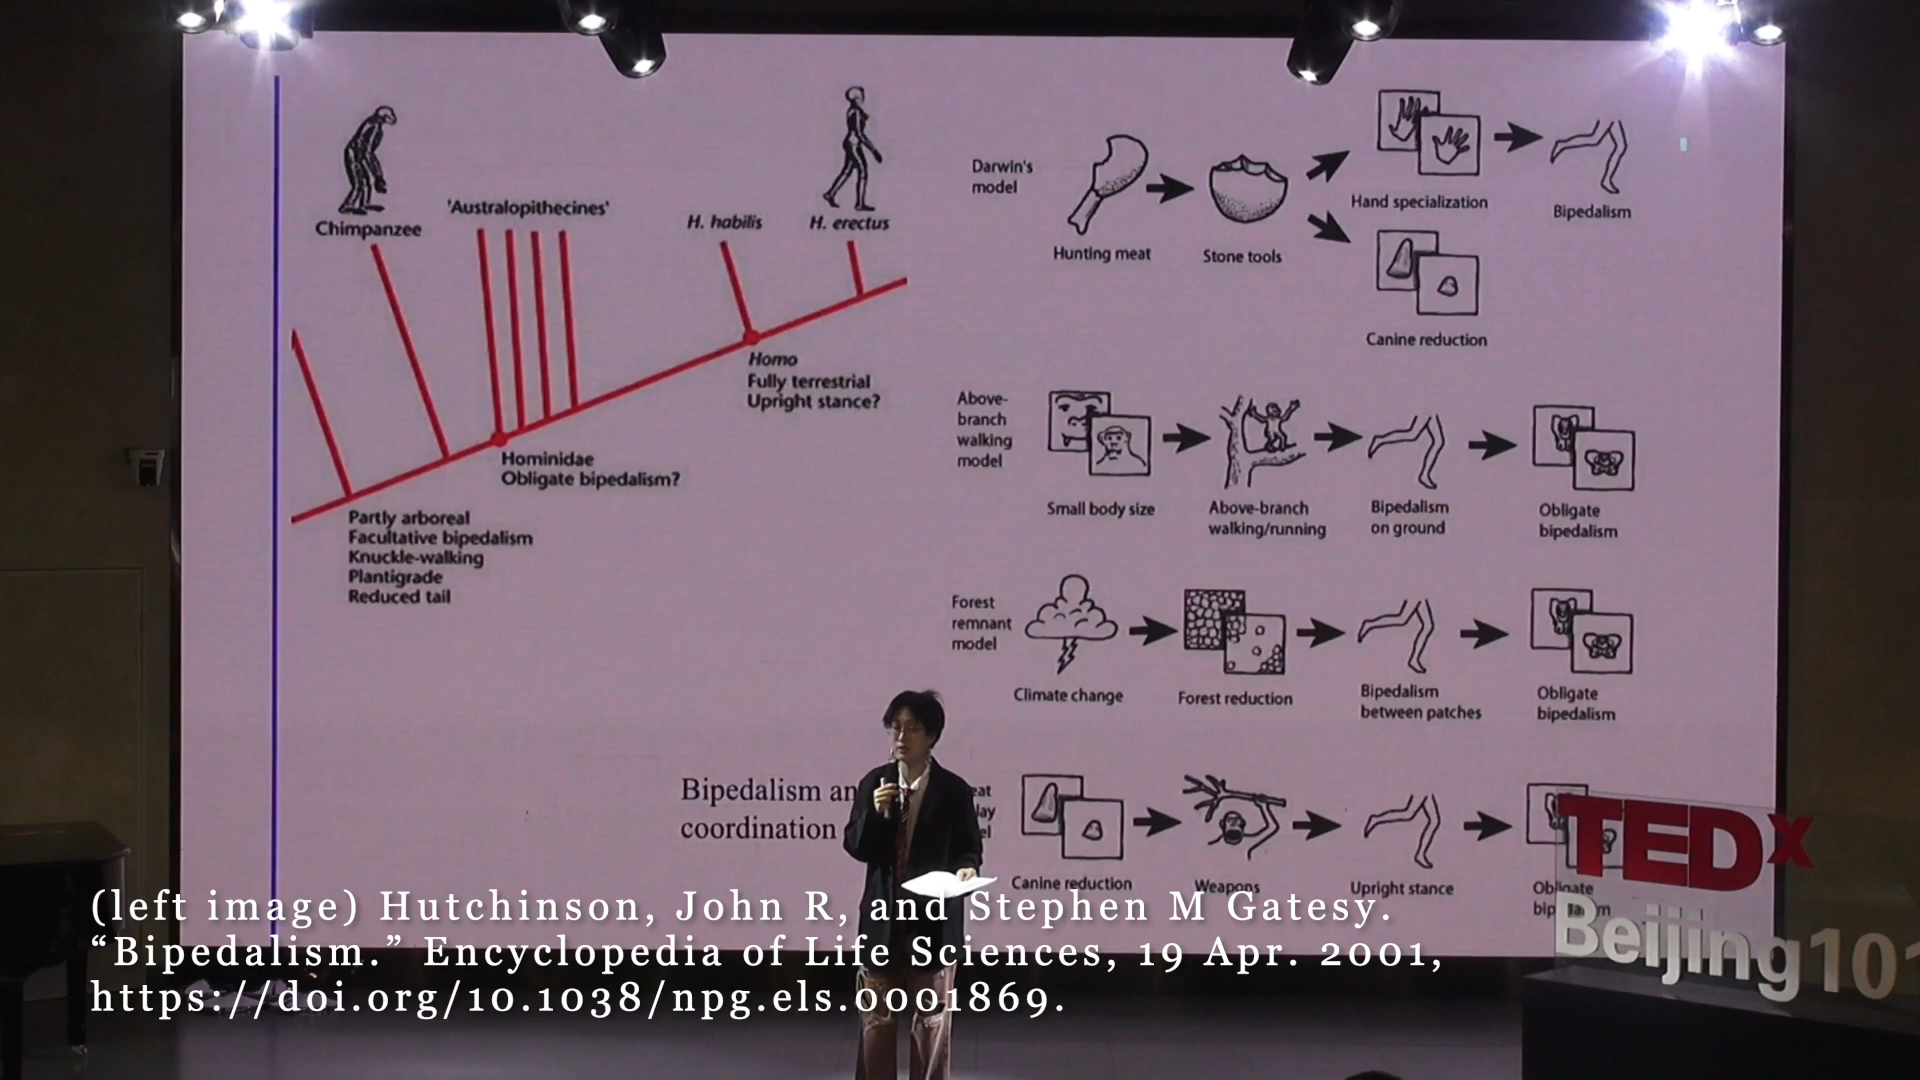 Chimpanzee
'Australopithecines'
H. habilis
H. erectus
Homo
Fully terrestrial
Upright stance?
Hominidae
Obligate bipedalism?
Partly arboreal
Facultative bipedalism
Knuckle-walking
Plantigrade
Reduced tail
Darwin's
model
Hunting meat
Stone tools
Hand specialization
Canine reduction
Bipedalism
Above-
branch
walking
model
Small body size
Above-branch
walking/running
Bipedalism
on ground
Obligate
bipedalism
Forest
remnant
model
Climate change
Forest reduction
Bipedalism
between patches
Obligate
bipedalism
Bipedalism
coordination
Canine reduction
Weapons
Upright stance
Obligate
TEDx
Beijing101
(left image) Hutchinson, John R, and Stephen M Gatesy.
“Bipedalism.” Encyclopedia of Life Sciences, 19 Apr. 2001,
https://doi.org/10.1038/npg.els.0001869.